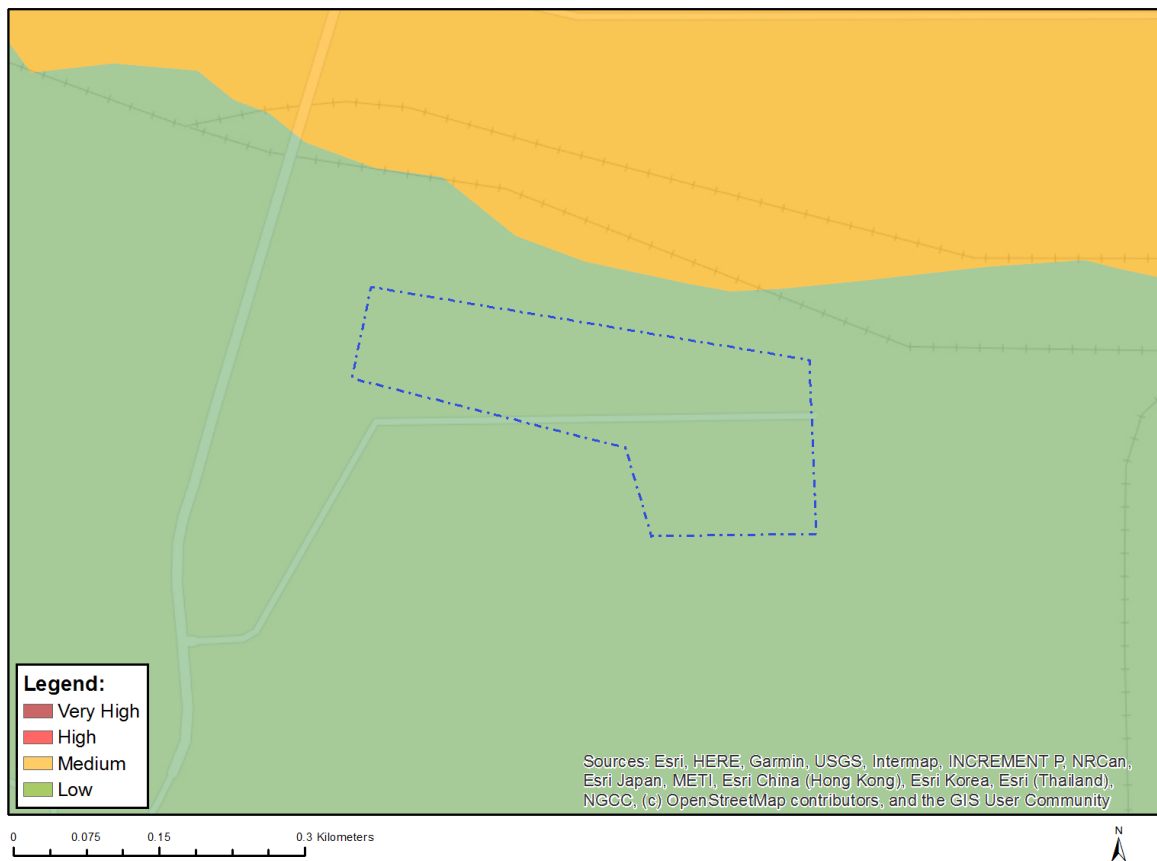 Legend:
Very High
High
Medium
Low
Sources: Esri, HERE, Garmin, USGS, Intermap, INCREMENT P, NRCan,
Esri Japan, METI, Esri China (Hong Kong), Esri Korea, Esri (Thailand),
NGCC, (c) OpenStreetMap contributors, and the GIS User Community
0 0.075 0.15 0.3 Kilometers
N